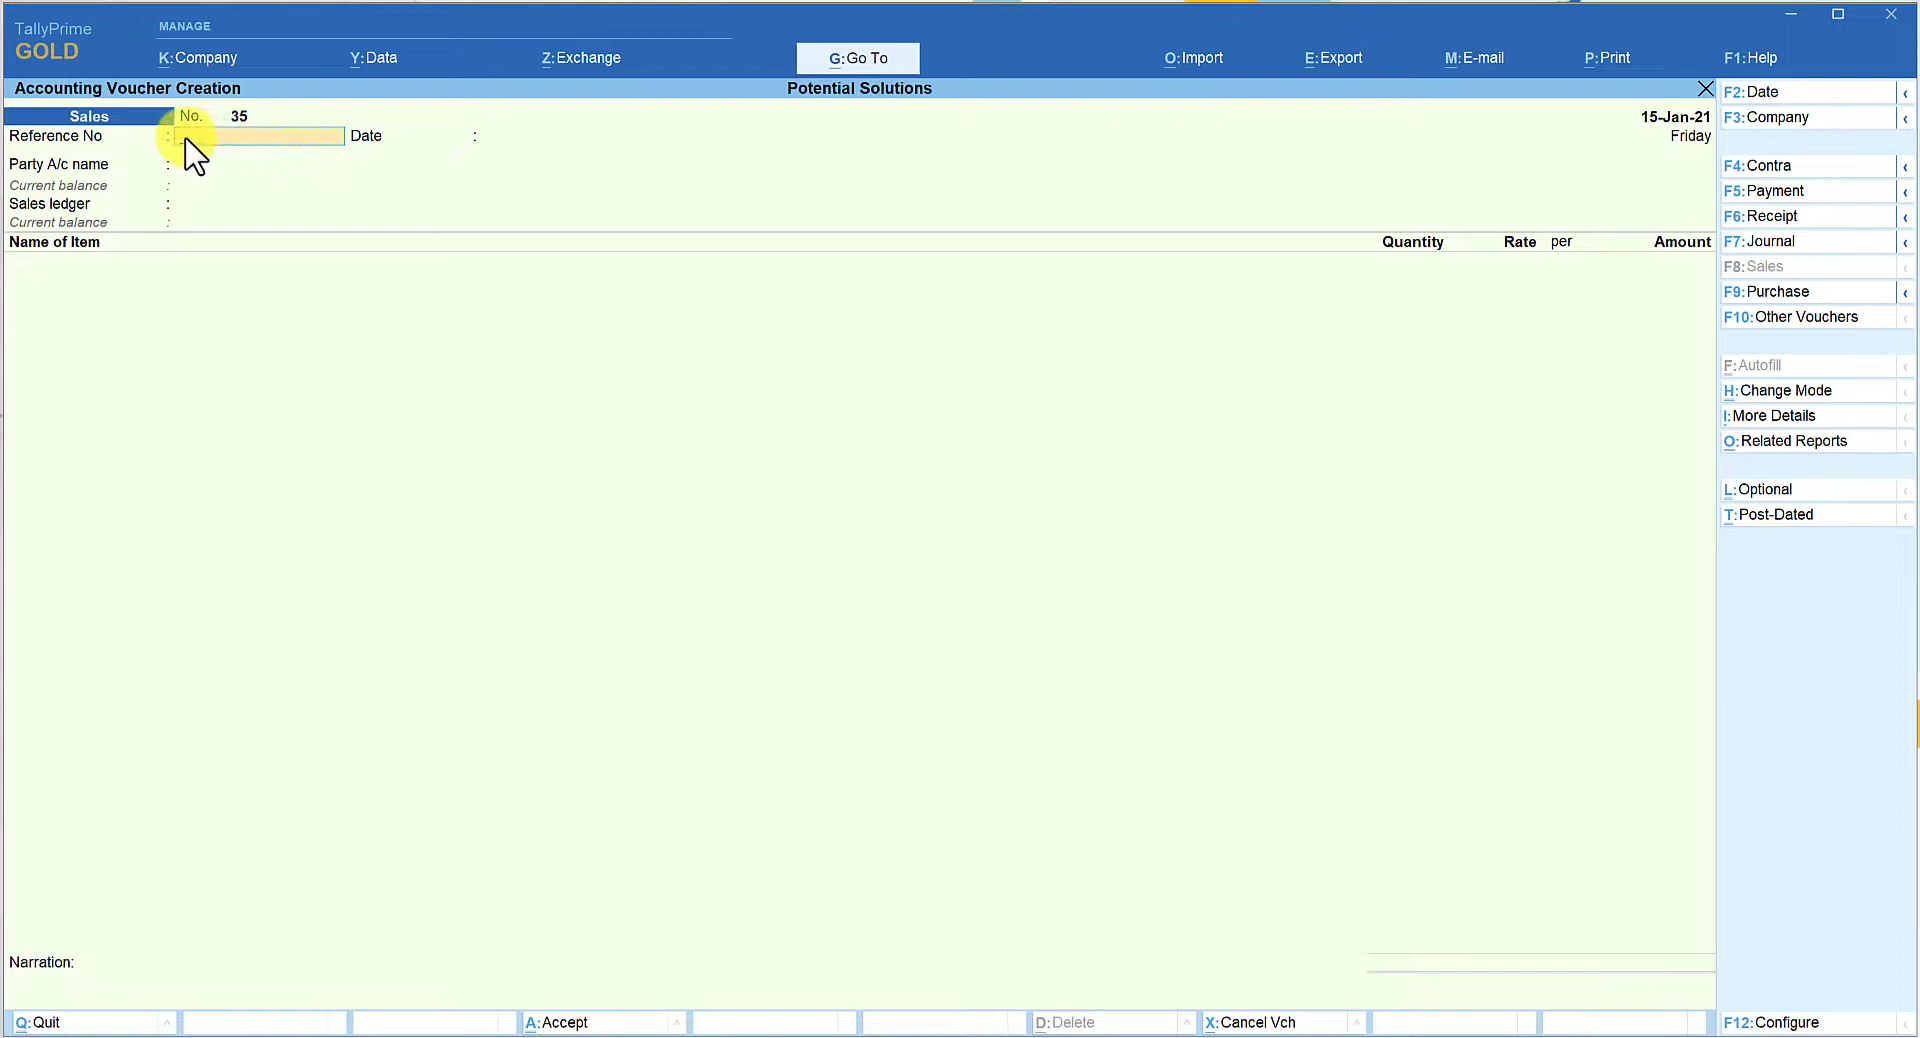 TallyPrime
GOLD
MANAGE
K:Company Y:Data Z:Exchange G:Go To O:Import E:Export M:E-mail P:Print F1:Help
Accounting Voucher Creation Potential Solutions
Sales No. 35 15-Jan-21
Reference No : Date : Friday
Party A/c name :
Current balance :
Sales ledger :
Current balance :
Name of Item Quantity Rate per Amount
F2:Date
F3:Company
F4:Contra
F5:Payment
F6:Receipt
F7:Journal
F8:Sales
F9:Purchase
F10:Other Vouchers
F:Autofill
H:Change Mode
I:More Details
O:Related Reports
L:Optional
T:Post-Dated
Narration:
Q:Quit A:Accept D:Delete X:Cancel Vch F12:Configure